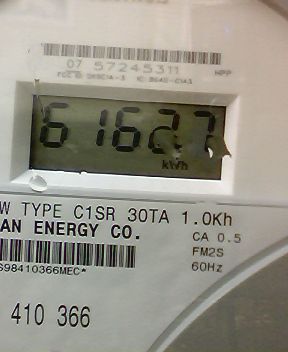 07 57245311
61627
kWh
W TYPE C1SR 30TA 1.0Kh
AN ENERGY CO.
CA 0.5
FM2S
60Hz
S98410366MEC*
410 366